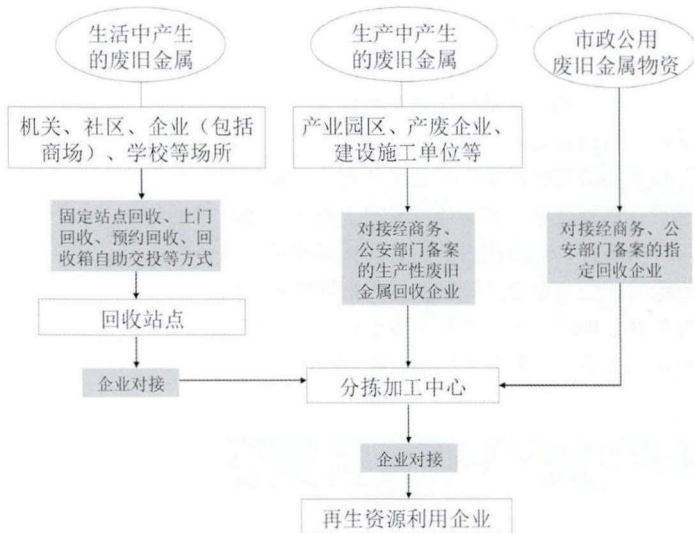 生活中产生
的废旧金属
生产中产生
的废旧金属
市政公用
废旧金属物资
机关、社区、企业（包括
商场）、学校等场所
产业园区、产废企业、
建设施工单位等
固定站点回收、上门
回收、预约回收、回
收箱自助交投等方式
对接经商务、
公安部门备案
的生产性废旧
金属回收企业
对接经商务、公
安部门备案的指
定回收企业
回收站点
企业对接
分拣加工中心
企业对接
再生资源利用企业